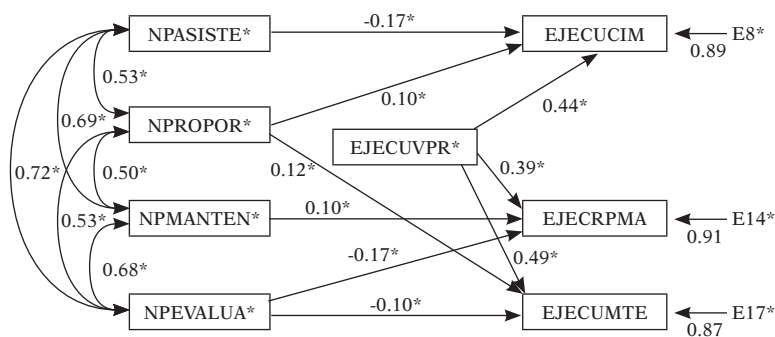 NPASISTE*
-0.17*
EJECUCIM
E8*
0.89
0.53*
0.10*
0.44*
0.69*
NPROPOR*
EJECUVPR*
0.72*
0.50*
0.12*
0.39*
0.53*
NPMANTEN*
0.10*
EJECRPMA
E14*
0.91
0.68*
-0.17*
0.49*
NPEVALUA*
-0.10*
EJECUMTE
E17*
0.87